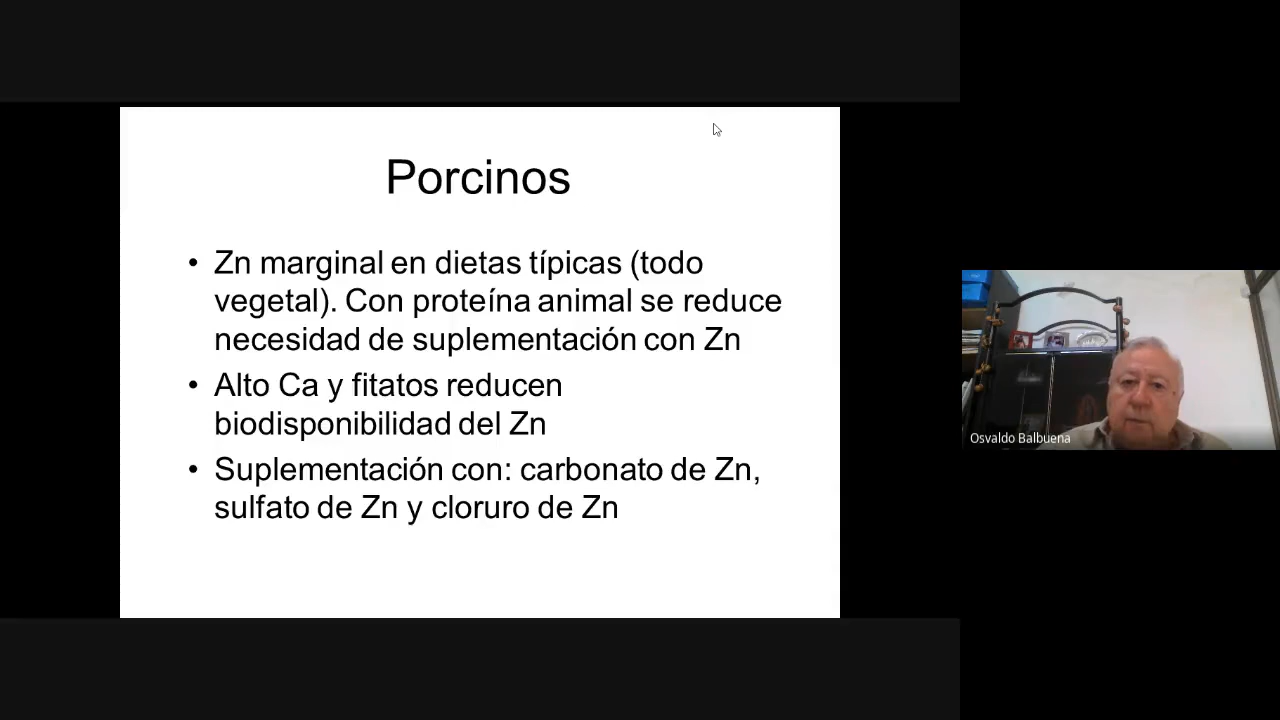 Porcinos
• Zn marginal en dietas típicas (todo
vegetal). Con proteína animal se reduce
necesidad de suplementación con Zn
• Alto Ca y fitatos reducen
biodisponibilidad del Zn
• Suplementación con: carbonato de Zn,
sulfato de Zn y cloruro de Zn
Osvaldo Balbuena